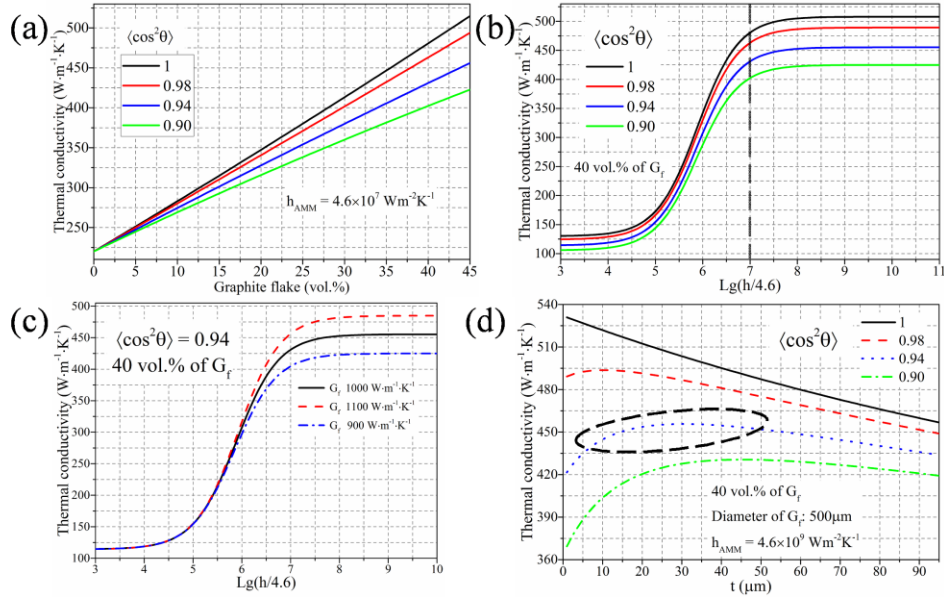 (a)
⟨cos²θ⟩
1
0.98
0.94
0.90
h_AMM = 4.6×10⁷ Wm⁻²K⁻¹
Thermal conductivity (W·m⁻¹·K⁻¹)
500
450
400
350
300
250
0 5 10 15 20 25 30 35 40 45
Graphite flake (vol.%)
(b)
⟨cos²θ⟩
1
0.98
0.94
0.90
40 vol.% of G_f
Thermal conductivity (W·m⁻¹·K⁻¹)
500
450
400
350
300
250
200
150
100
3 4 5 6 7 8 9 10 11
Lg(h/4.6)
(c)
⟨cos²θ⟩ = 0.94
40 vol.% of G_f
G_f 1000 W·m⁻¹·K⁻¹
G_f 1100 W·m⁻¹·K⁻¹
G_f 900 W·m⁻¹·K⁻¹
Thermal conductivity (W·m⁻¹·K⁻¹)
500
450
400
350
300
250
200
150
100
3 4 5 6 7 8 9 10
Lg(h/4.6)
(d)
⟨cos²θ⟩
1
0.98
0.94
0.90
40 vol.% of G_f
Diameter of G_f: 500μm
h_AMM = 4.6×10⁹ Wm⁻²K⁻¹
Thermal conductivity (W·m⁻¹·K⁻¹)
540
510
480
450
420
390
360
0 10 20 30 40 50 60 70 80 90
t (μm)